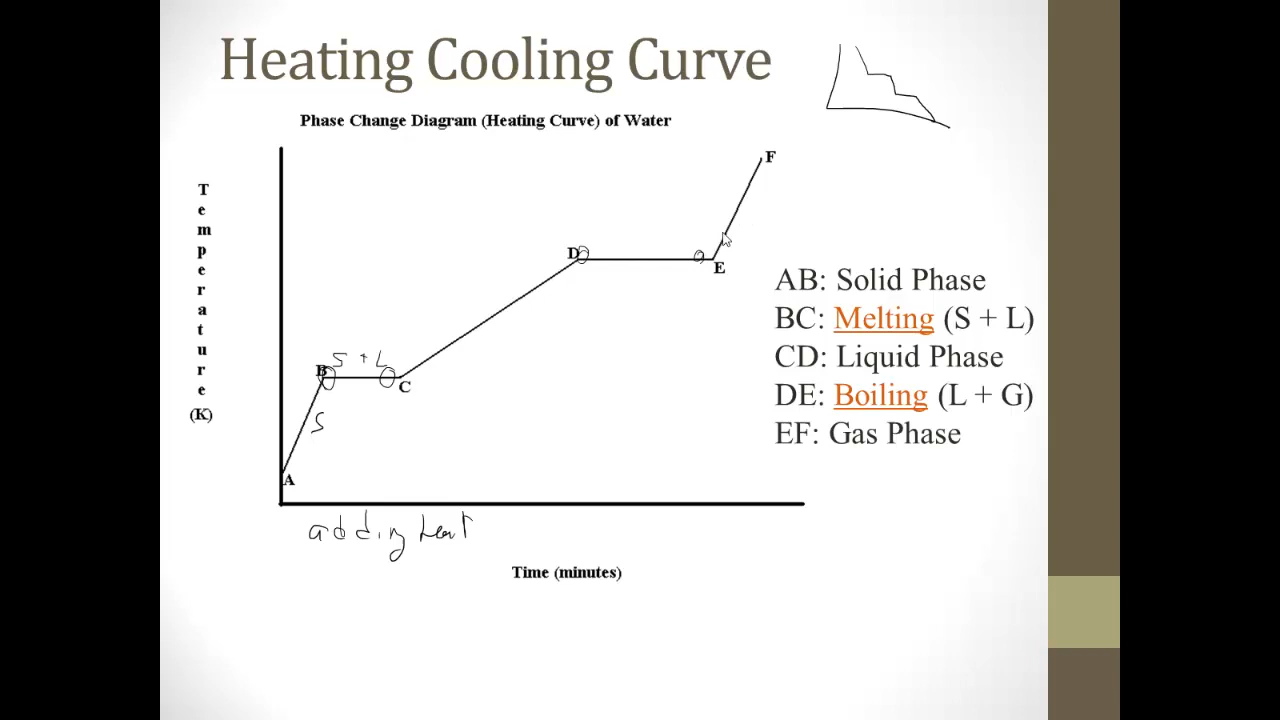 Heating Cooling Curve
Phase Change Diagram (Heating Curve) of Water
Temperature
(K)
F
D
E
S + L
B
C
S
A
adding heat
Time (minutes)
AB: Solid Phase
BC: Melting (S + L)
CD: Liquid Phase
DE: Boiling (L + G)
EF: Gas Phase